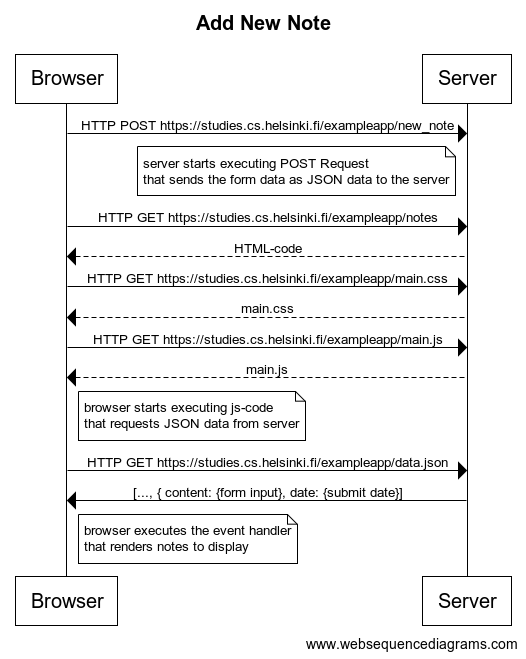 Add New Note
Browser
Server
HTTP POST https://studies.cs.helsinki.fi/exampleapp/new_note
server starts executing POST Request
that sends the form data as JSON data to the server
HTTP GET https://studies.cs.helsinki.fi/exampleapp/notes
HTML-code
HTTP GET https://studies.cs.helsinki.fi/exampleapp/main.css
main.css
HTTP GET https://studies.cs.helsinki.fi/exampleapp/main.js
main.js
browser starts executing js-code
that requests JSON data from server
HTTP GET https://studies.cs.helsinki.fi/exampleapp/data.json
[..., { content: {form input}, date: {submit date}]
browser executes the event handler
that renders notes to display
Browser
Server
www.websequencediagrams.com